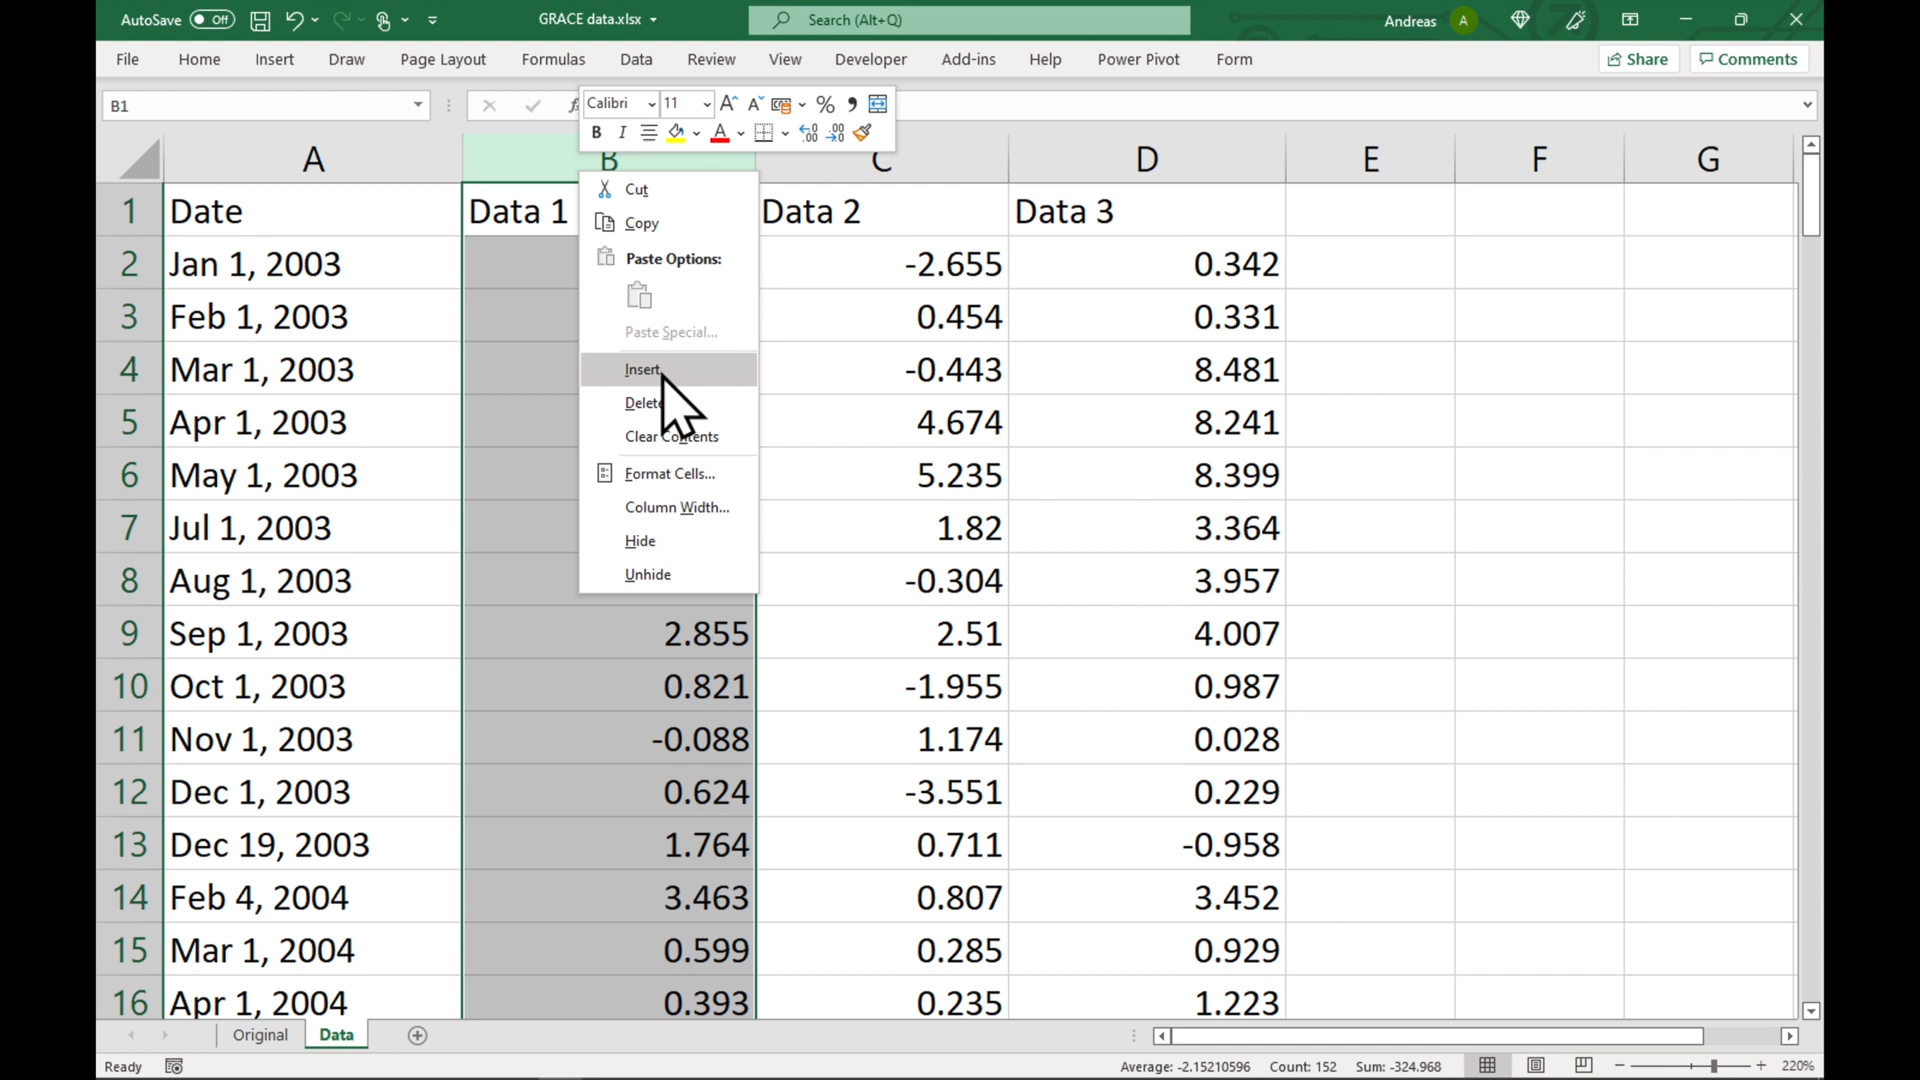 AutoSave Off GRACE data.xlsx Search (Alt+Q) Andreas A
File Home Insert Draw Page Layout Formulas Data Review View Developer Add-ins Help Power Pivot Form Share Comments
B1
Calibri 11 A A % ,
B I A .00 .00
A B C D E F G
1 Date Data 1 Data 2 Data 3
2 Jan 1, 2003 -2.655 0.342
3 Feb 1, 2003 0.454 0.331
4 Mar 1, 2003 -0.443 8.481
5 Apr 1, 2003 4.674 8.241
6 May 1, 2003 5.235 8.399
7 Jul 1, 2003 1.82 3.364
8 Aug 1, 2003 -0.304 3.957
9 Sep 1, 2003 2.855 2.51 4.007
10 Oct 1, 2003 0.821 -1.955 0.987
11 Nov 1, 2003 -0.088 1.174 0.028
12 Dec 1, 2003 0.624 -3.551 0.229
13 Dec 19, 2003 1.764 0.711 -0.958
14 Feb 4, 2004 3.463 0.807 3.452
15 Mar 1, 2004 0.599 0.285 0.929
16 Apr 1, 2004 0.393 0.235 1.223
Cut
Copy
Paste Options:
Paste Special...
Insert
Delete
Clear Contents
Format Cells...
Column Width...
Hide
Unhide
Original Data
Ready Average: -2.15210596 Count: 152 Sum: -324.968 220%